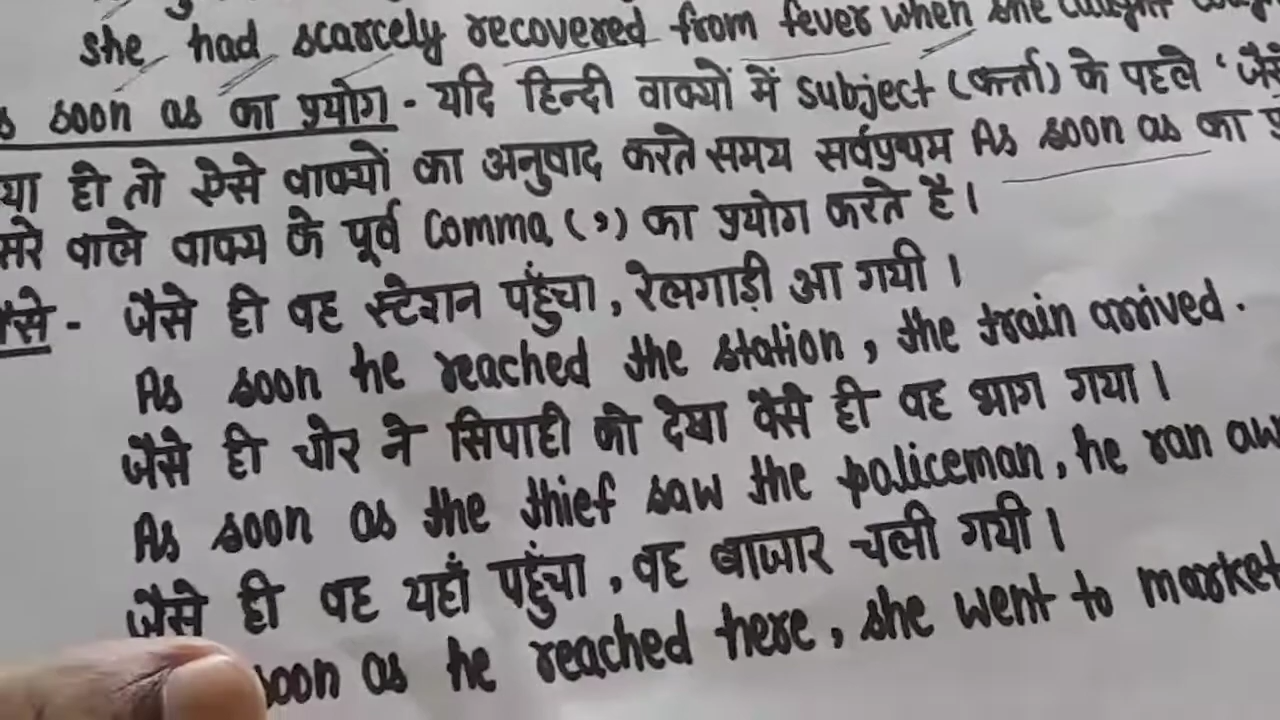 she had scarcely recovered from fever when she caught
soon as का प्रयोग - यदि हिन्दी वाक्यों में Subject (कर्त्ता) के पहले 'जैसे
या ही तो ऐसे वाक्यों का अनुवाद करते समय सर्वप्रथम As soon as का
सरे वाले वाक्य के पूर्व Comma (,) का प्रयोग करते है।
जैसे - जैसे ही वह स्टेशन पहुँचा, रेलगाड़ी आ गयी।
As soon he reached the station, the train arrived.
जैसे ही चोर ने सिपाही को देखा वैसे ही वह भाग गया।
As soon as the thief saw the policeman, he ran aw
जैसे ही वह यहाँ पहुँचा, वह बाजार चली गयी।
soon as he reached here, she went to market